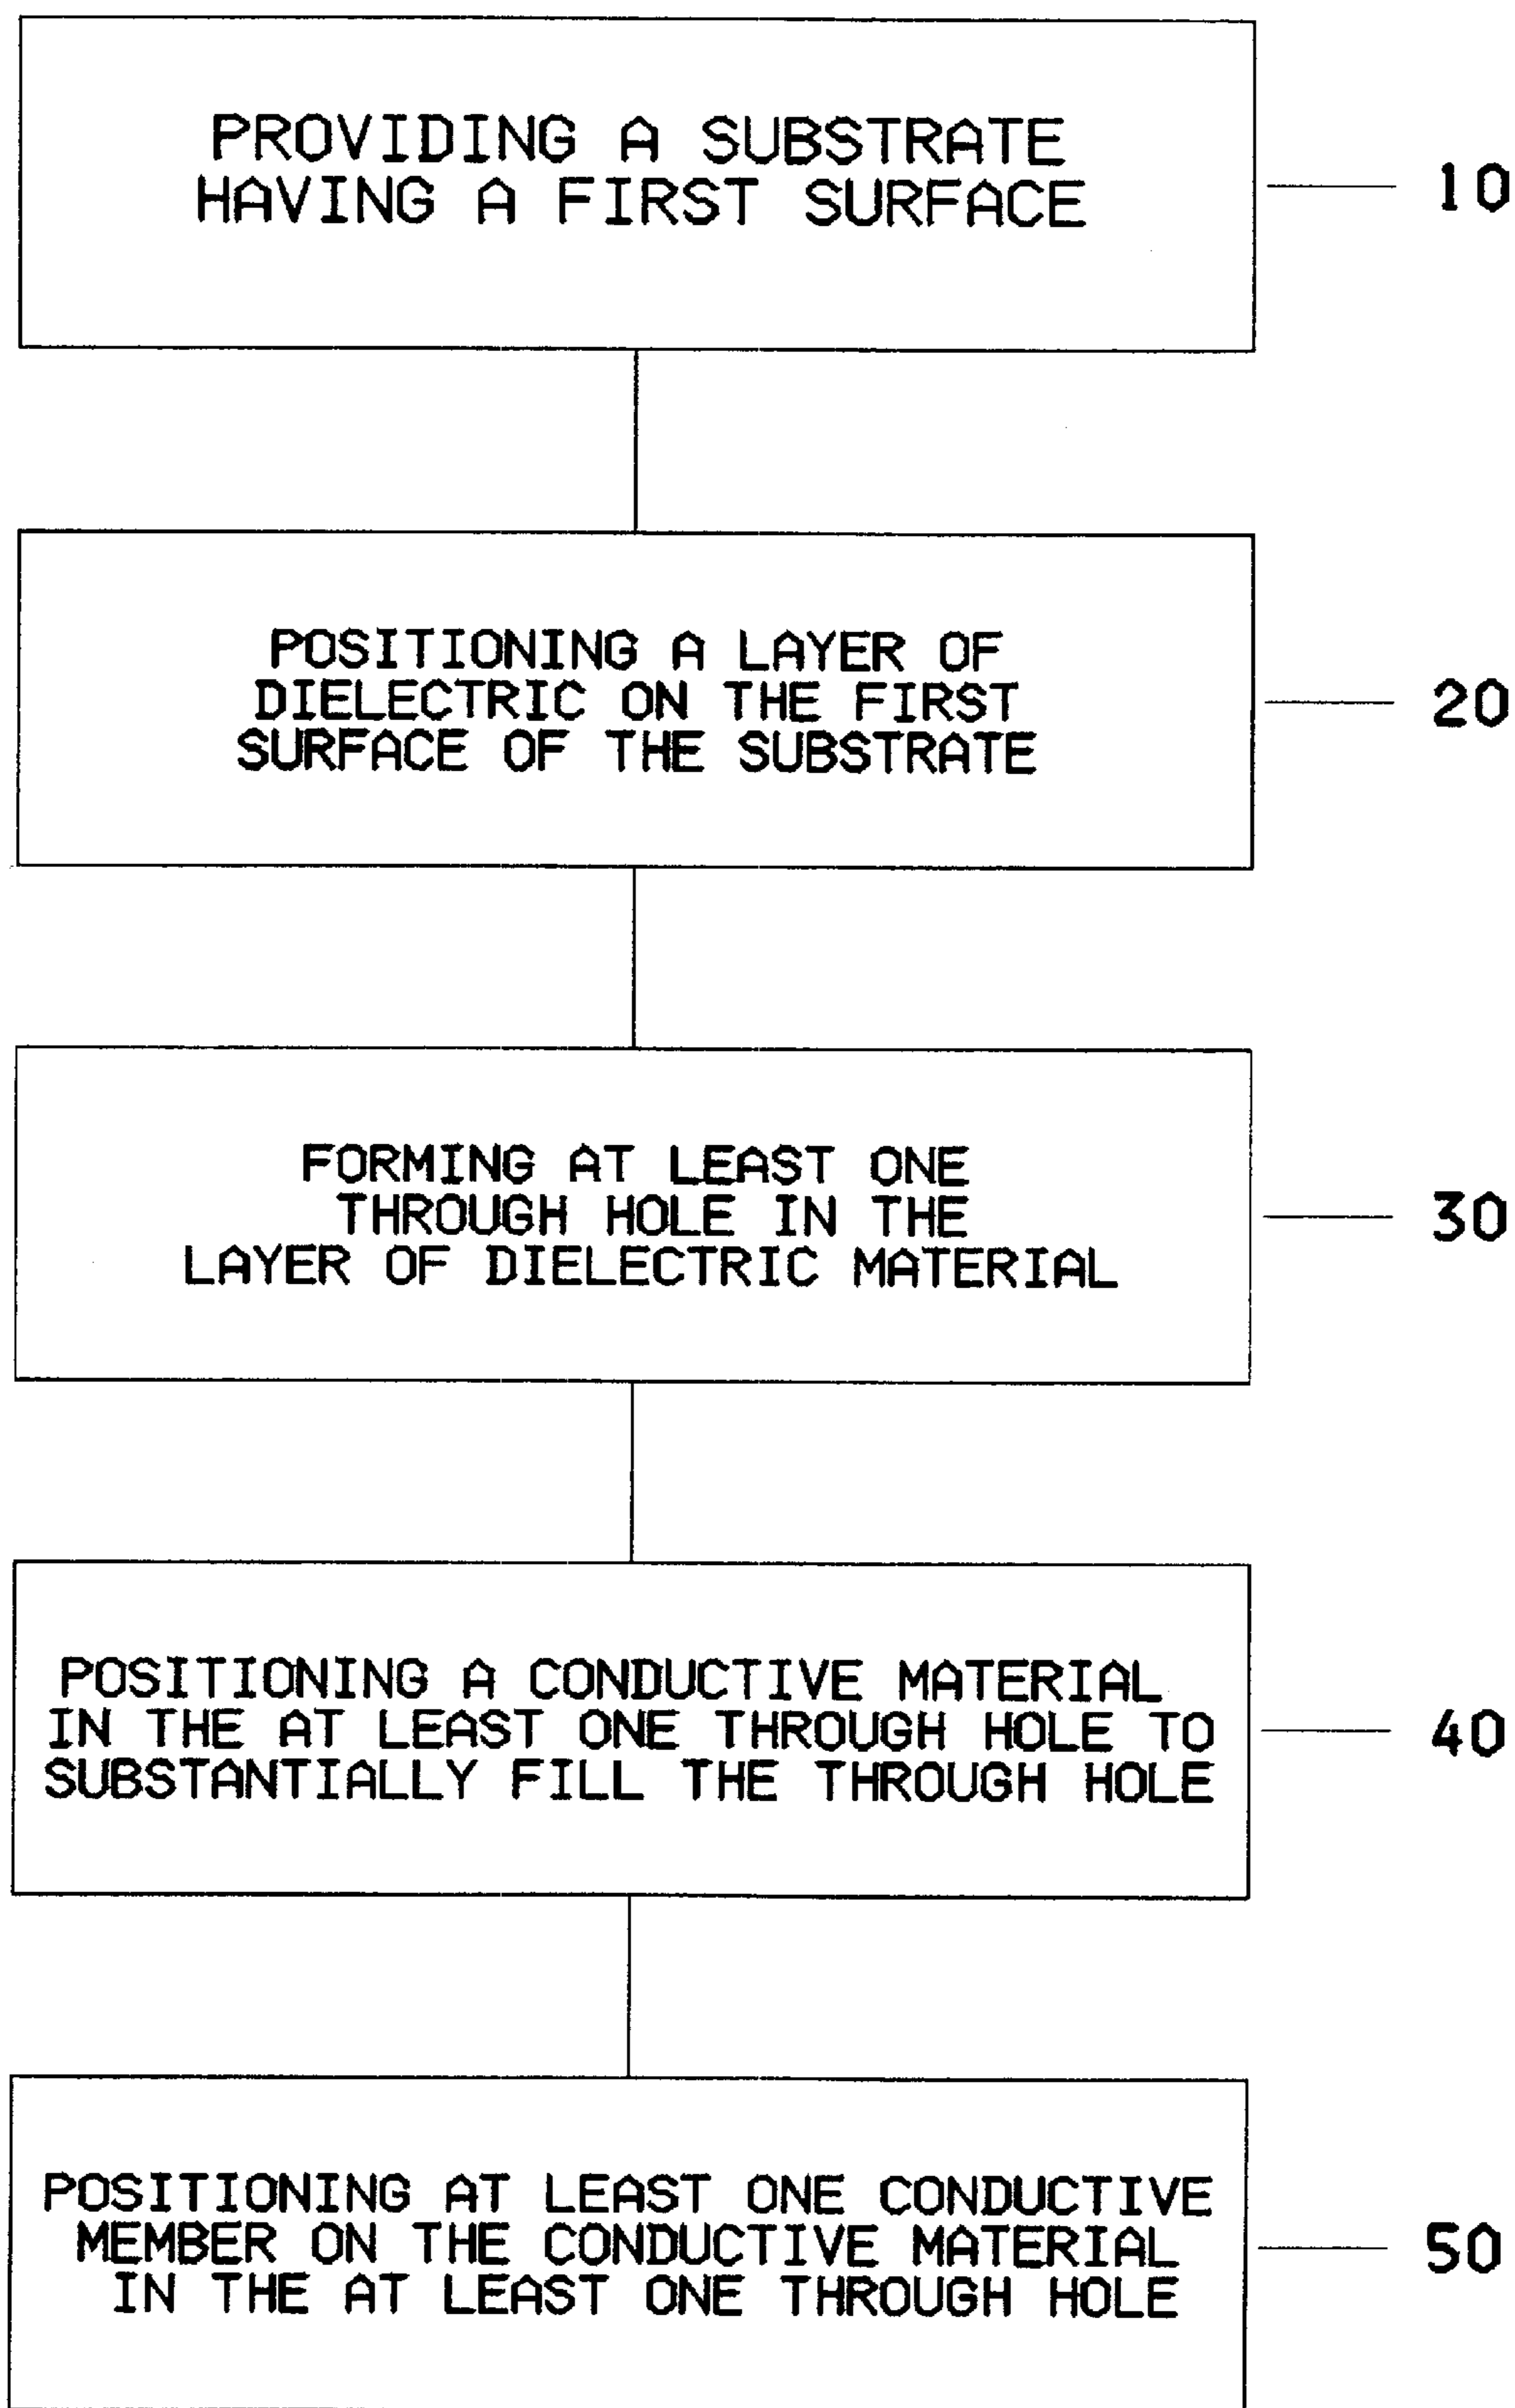 PROVIDING A SUBSTRATE
HAVING A FIRST SURFACE
10
POSITIONING A LAYER OF
DIELECTRIC ON THE FIRST
SURFACE OF THE SUBSTRATE
20
FORMING AT LEAST ONE
THROUGH HOLE IN THE
LAYER OF DIELECTRIC MATERIAL
30
POSITIONING A CONDUCTIVE MATERIAL
IN THE AT LEAST ONE THROUGH HOLE TO
SUBSTANTIALLY FILL THE THROUGH HOLE
40
POSITIONING AT LEAST ONE CONDUCTIVE
MEMBER ON THE CONDUCTIVE MATERIAL
IN THE AT LEAST ONE THROUGH HOLE
50